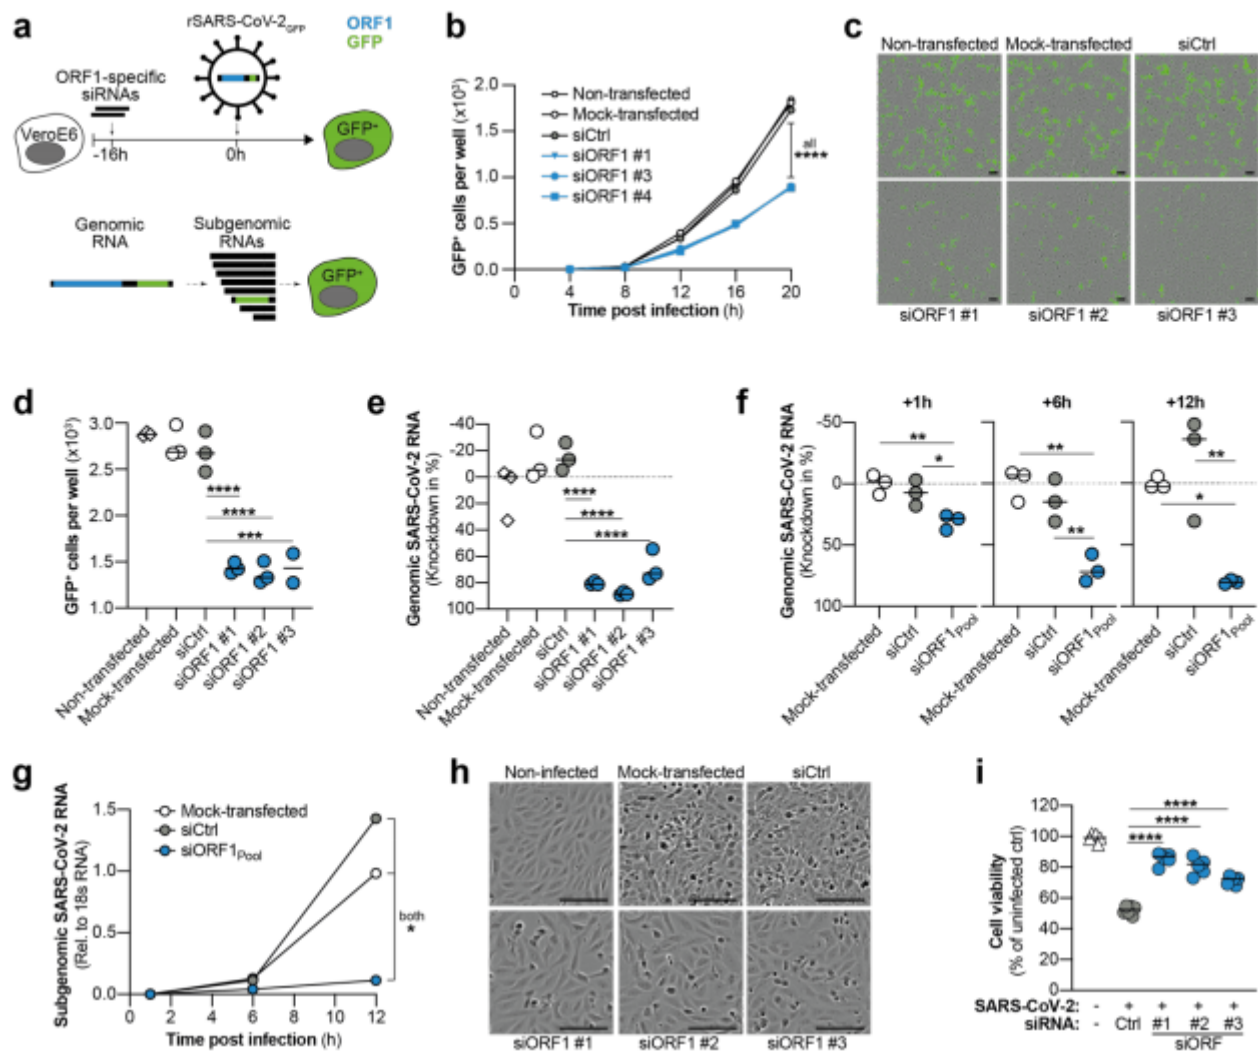 a
rSARS-CoV-2GFP
ORF1
GFP
ORF1-specific
siRNAs
VeroE6
-16h
0h
GFP+
Genomic
RNA
Subgenomic
RNAs
GFP+
b
GFP+ cells per well (x10³)
2.0
1.5
1.0
0.5
0.0
Non-transfected
Mock-transfected
siCtrl
siORF1 #1
siORF1 #3
siORF1 #4
all
****
0 4 8 12 16 20
Time post infection (h)
c
Non-transfected Mock-transfected siCtrl
siORF1 #1 siORF1 #2 siORF1 #3
d
GFP+ cells per well (x10³)
3.0
2.5
2.0
1.5
1.0
****
****
***
Non-transfected
Mock-transfected
siCtrl
siORF1 #1
siORF1 #2
siORF1 #3
e
Genomic SARS-CoV-2 RNA
(Knockdown in %)
-40
-20
0
20
40
60
80
100
****
****
****
Non-transfected
Mock-transfected
siCtrl
siORF1 #1
siORF1 #2
siORF1 #3
f
Genomic SARS-CoV-2 RNA
(Knockdown in %)
-50
0
50
100
+1h +6h +12h
**
*
**
**
**
*
Mock-transfected
siCtrl
siORF1Pool
Mock-transfected
siCtrl
siORF1Pool
Mock-transfected
siCtrl
siORF1Pool
g
Subgenomic SARS-CoV-2 RNA
(Rel. to 18s RNA)
1.5
1.0
0.5
0.0
Mock-transfected
siCtrl
siORF1Pool
both
*
0 2 4 6 8 10 12
Time post infection (h)
h
Non-infected Mock-transfected siCtrl
siORF1 #1 siORF1 #2 siORF1 #3
i
Cell viability
(% of uninfected ctrl)
120
100
80
60
40
20
0
****
****
****
SARS-CoV-2: - + + + +
siRNA: - Ctrl #1 #2 #3
siORF